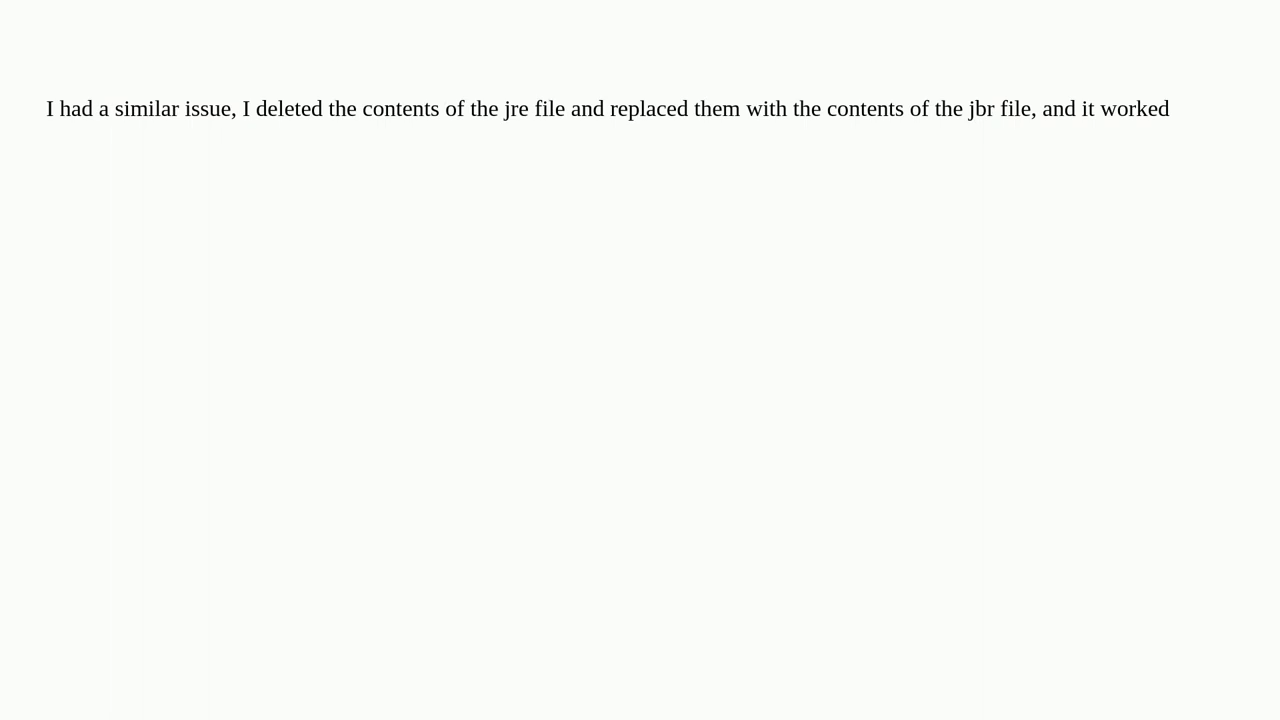 I had a similar issue, I deleted the contents of the jre file and replaced them with the contents of the jbr file, and it worked